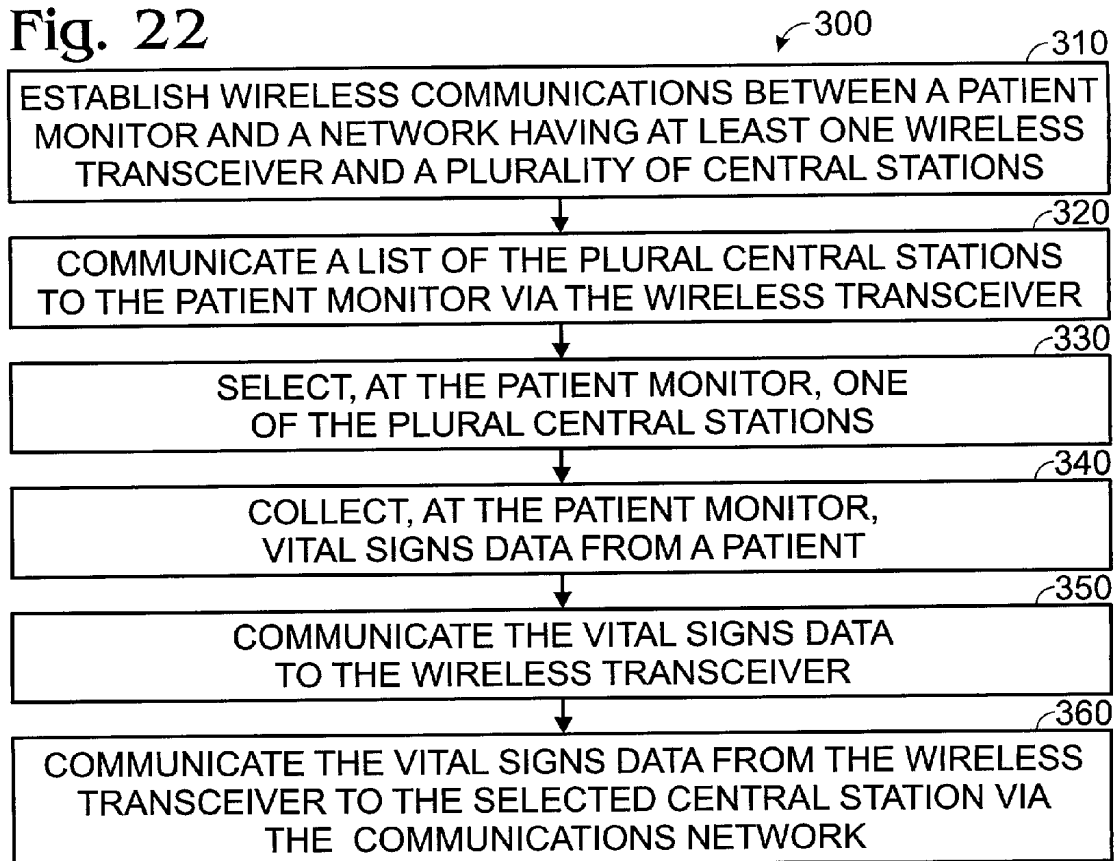 Fig. 22
300
310
ESTABLISH WIRELESS COMMUNICATIONS BETWEEN A PATIENT
MONITOR AND A NETWORK HAVING AT LEAST ONE WIRELESS
TRANSCEIVER AND A PLURALITY OF CENTRAL STATIONS
320
COMMUNICATE A LIST OF THE PLURAL CENTRAL STATIONS
TO THE PATIENT MONITOR VIA THE WIRELESS TRANSCEIVER
330
SELECT, AT THE PATIENT MONITOR, ONE
OF THE PLURAL CENTRAL STATIONS
340
COLLECT, AT THE PATIENT MONITOR,
VITAL SIGNS DATA FROM A PATIENT
350
COMMUNICATE THE VITAL SIGNS DATA
TO THE WIRELESS TRANSCEIVER
360
COMMUNICATE THE VITAL SIGNS DATA FROM THE WIRELESS
TRANSCEIVER TO THE SELECTED CENTRAL STATION VIA
THE COMMUNICATIONS NETWORK